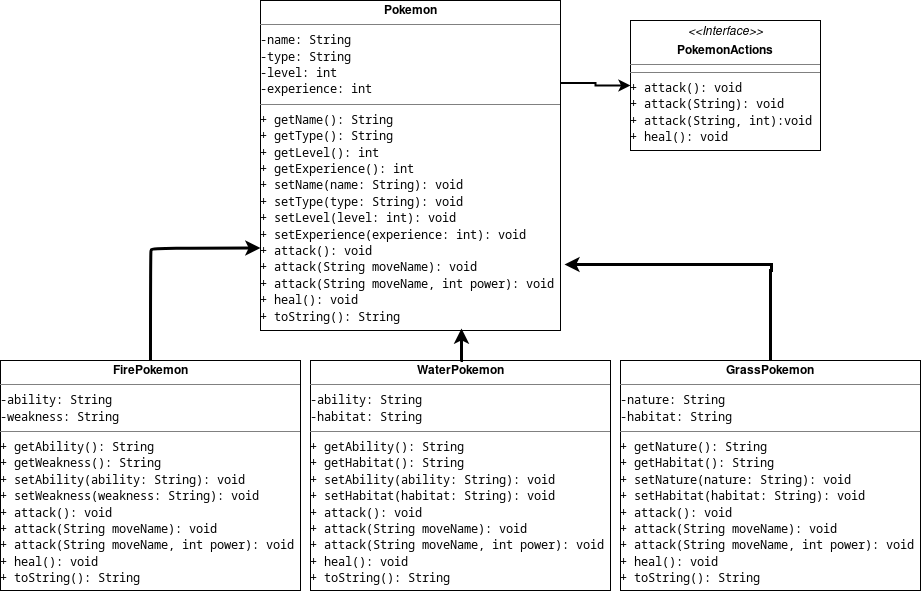 Pokemon
-name: String
-type: String
-level: int
-experience: int
+ getName(): String
+ getType(): String
+ getLevel(): int
+ getExperience(): int
+ setName(name: String): void
+ setType(type: String): void
+ setLevel(level: int): void
+ setExperience(experience: int): void
+ attack(): void
+ attack(String moveName): void
+ attack(String moveName, int power): void
+ heal(): void
+ toString(): String
<<Interface>>
PokemonActions
+ attack(): void
+ attack(String): void
+ attack(String, int):void
+ heal(): void
FirePokemon
-ability: String
-weakness: String
+ getAbility(): String
+ getWeakness(): String
+ setAbility(ability: String): void
+ setWeakness(weakness: String): void
+ attack(): void
+ attack(String moveName): void
+ attack(String moveName, int power): void
+ heal(): void
+ toString(): String
WaterPokemon
-ability: String
-habitat: String
+ getAbility(): String
+ getHabitat(): String
+ setAbility(ability: String): void
+ setHabitat(habitat: String): void
+ attack(): void
+ attack(String moveName): void
+ attack(String moveName, int power): void
+ heal(): void
+ toString(): String
GrassPokemon
-nature: String
-habitat: String
+ getNature(): String
+ getHabitat(): String
+ setNature(nature: String): void
+ setHabitat(habitat: String): void
+ attack(): void
+ attack(String moveName): void
+ attack(String moveName, int power): void
+ heal(): void
+ toString(): String